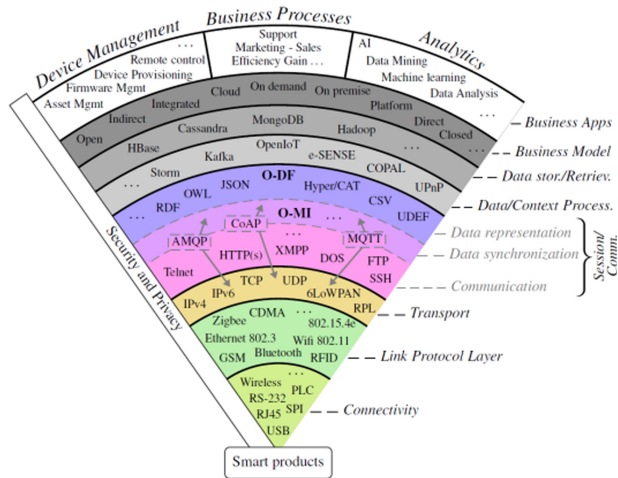 Device Management
Business Processes
Analytics
. . .
Remote control
Device Provisioning
Firmware Mgmt
Asset Mgmt
Support
Marketing - Sales
Efficiency Gain . . .
AI
Data Mining
Machine learning
Data Analysis
. . .
Business Apps
Open
Indirect
Integrated
Cloud
On demand
On premise
Platform
Direct
Closed
. . .
Business Model
HBase
Cassandra
MongoDB
Hadoop
. . .
Data stor./Retriev.
. . .
Storm
Kafka
OpenIoT
e-SENSE
COPAL
UPnP
Data/Context Process.
O-DF
. . .
RDF
OWL
JSON
Hyper/CAT
CSV
UDEF
Data representation
O-MI
. . .
AMQP
CoAP
MQTT
Data synchronization
Telnet
HTTP(s)
. . .
XMPP
DOS
FTP
SSH
Communication
Session/
Comm.
IPv4
IPv6
TCP
UDP
6LoWPAN
RPL
Transport
Zigbee
CDMA
. . .
802.15.4e
Ethernet 802.3
Wifi 802.11
GSM
Bluetooth
RFID
Link Protocol Layer
. . .
Wireless
PLC
RS-232
SPI
RJ45
USB
Connectivity
Security and Privacy
Smart products